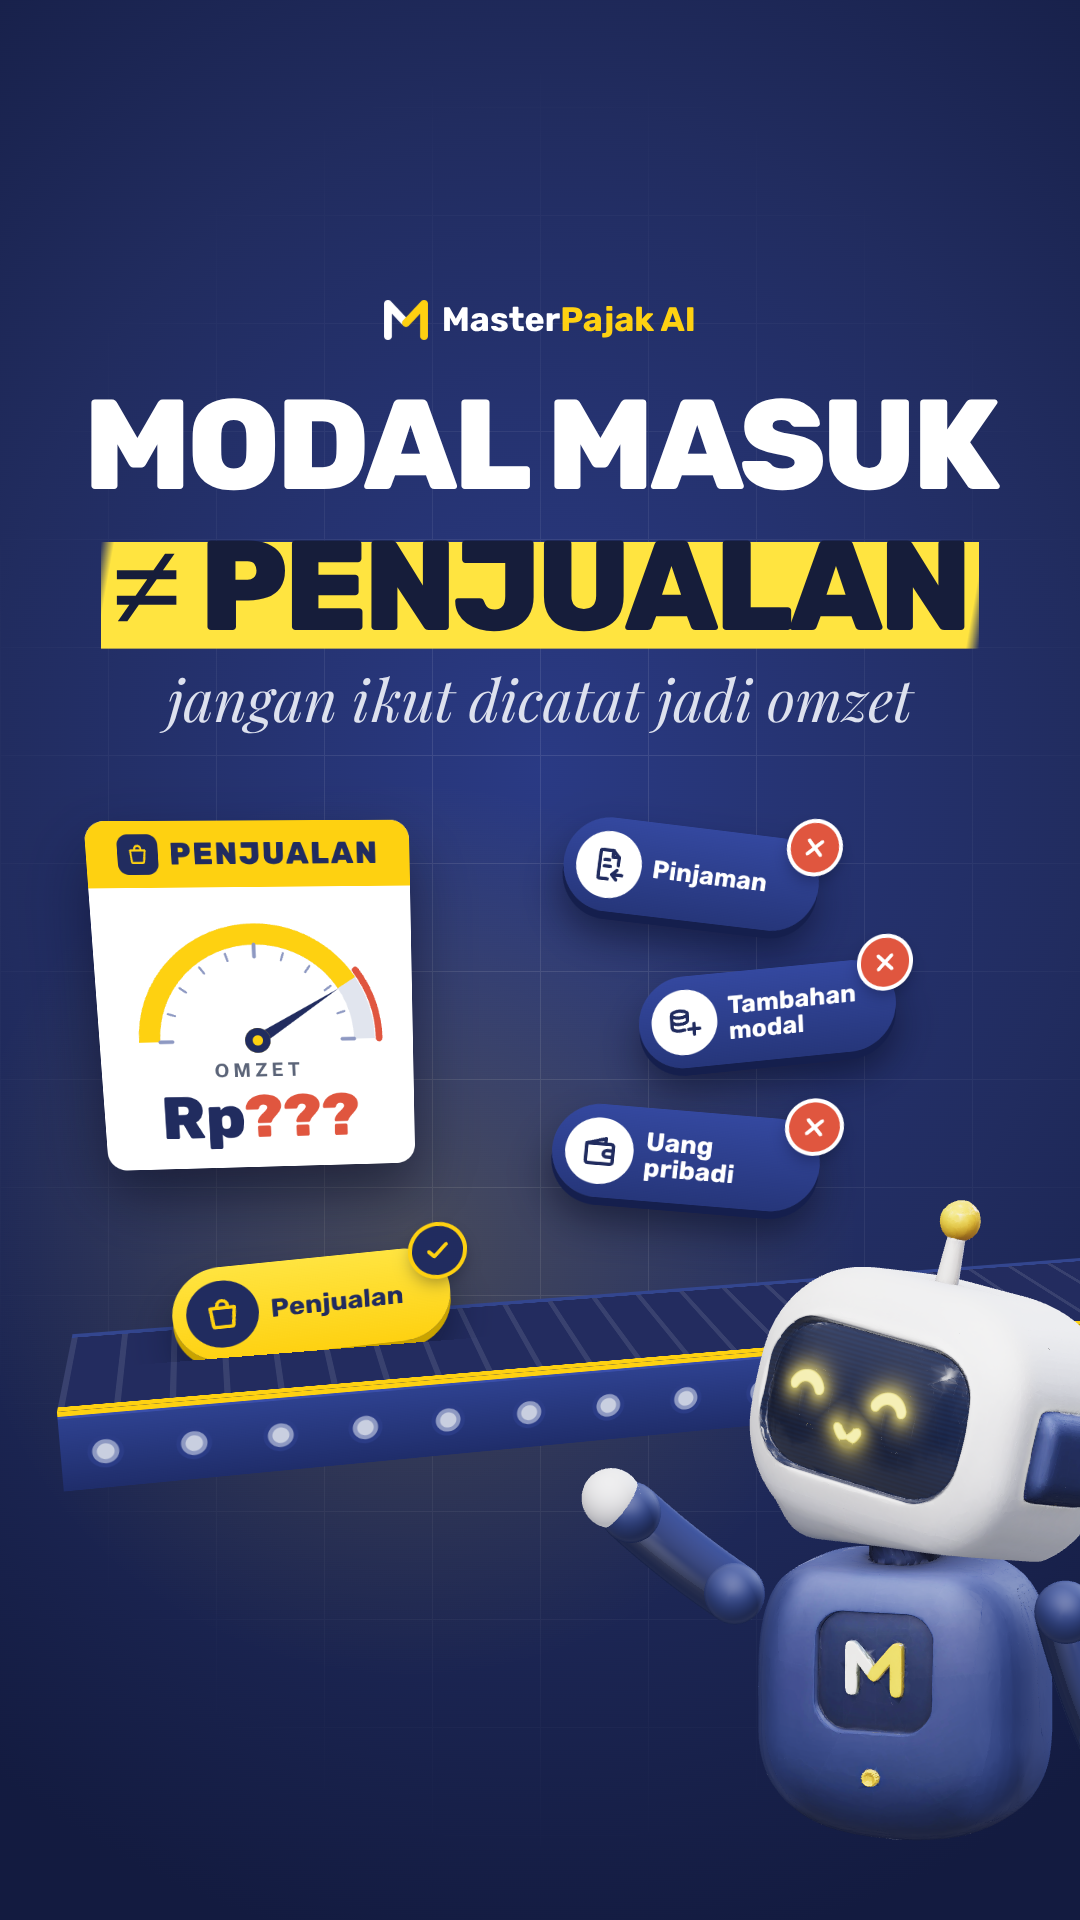 MasterPajak AI
MODAL MASUK
≠ PENJUALAN
jangan ikut dicatat jadi omzet
PENJUALAN
OMZET
Rp???
Pinjaman
Tambahan
modal
Uang
pribadi
Penjualan
M